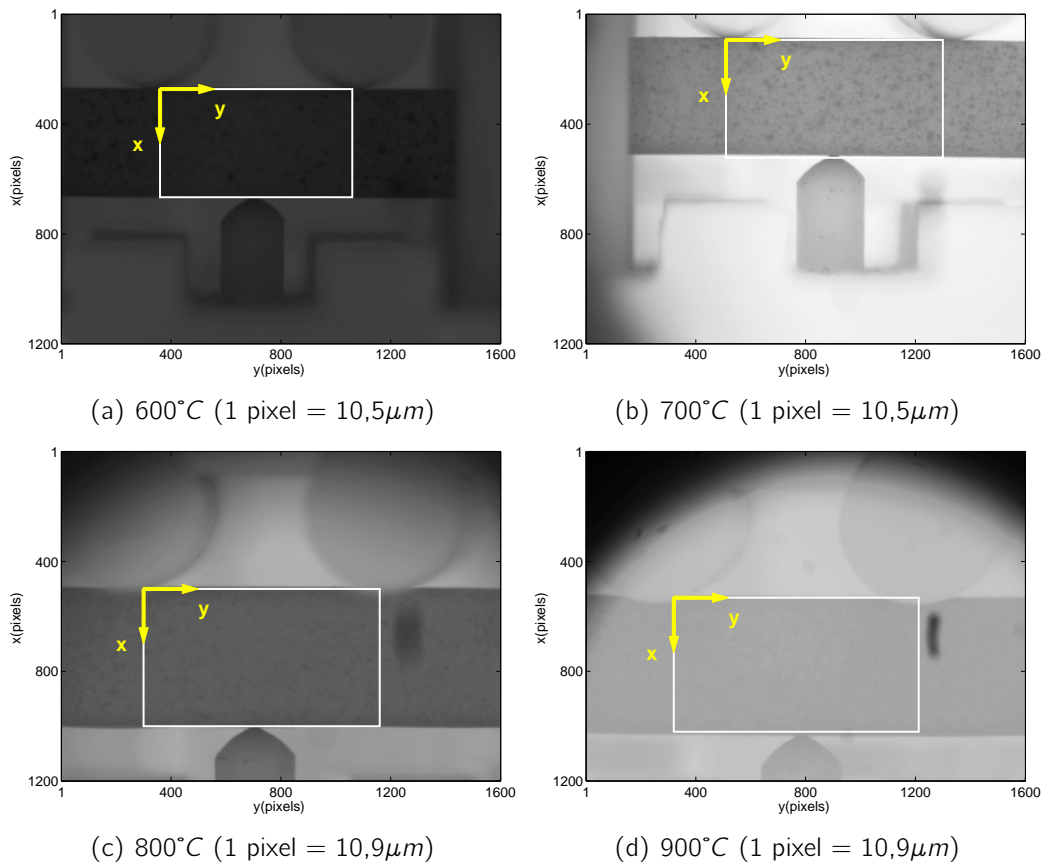 1
400
800
1200
x(pixels)
y
x
1 400 800 1200 1600
y(pixels)
(a) 600°C (1 pixel = 10,5μm)
1
400
800
1200
x(pixels)
y
x
1 400 800 1200 1600
y(pixels)
(b) 700°C (1 pixel = 10,5μm)
1
400
800
1200
x(pixels)
y
x
1 400 800 1200 1600
y(pixels)
(c) 800°C (1 pixel = 10,9μm)
1
400
800
1200
x(pixels)
y
x
1 400 800 1200 1600
y(pixels)
(d) 900°C (1 pixel = 10,9μm)